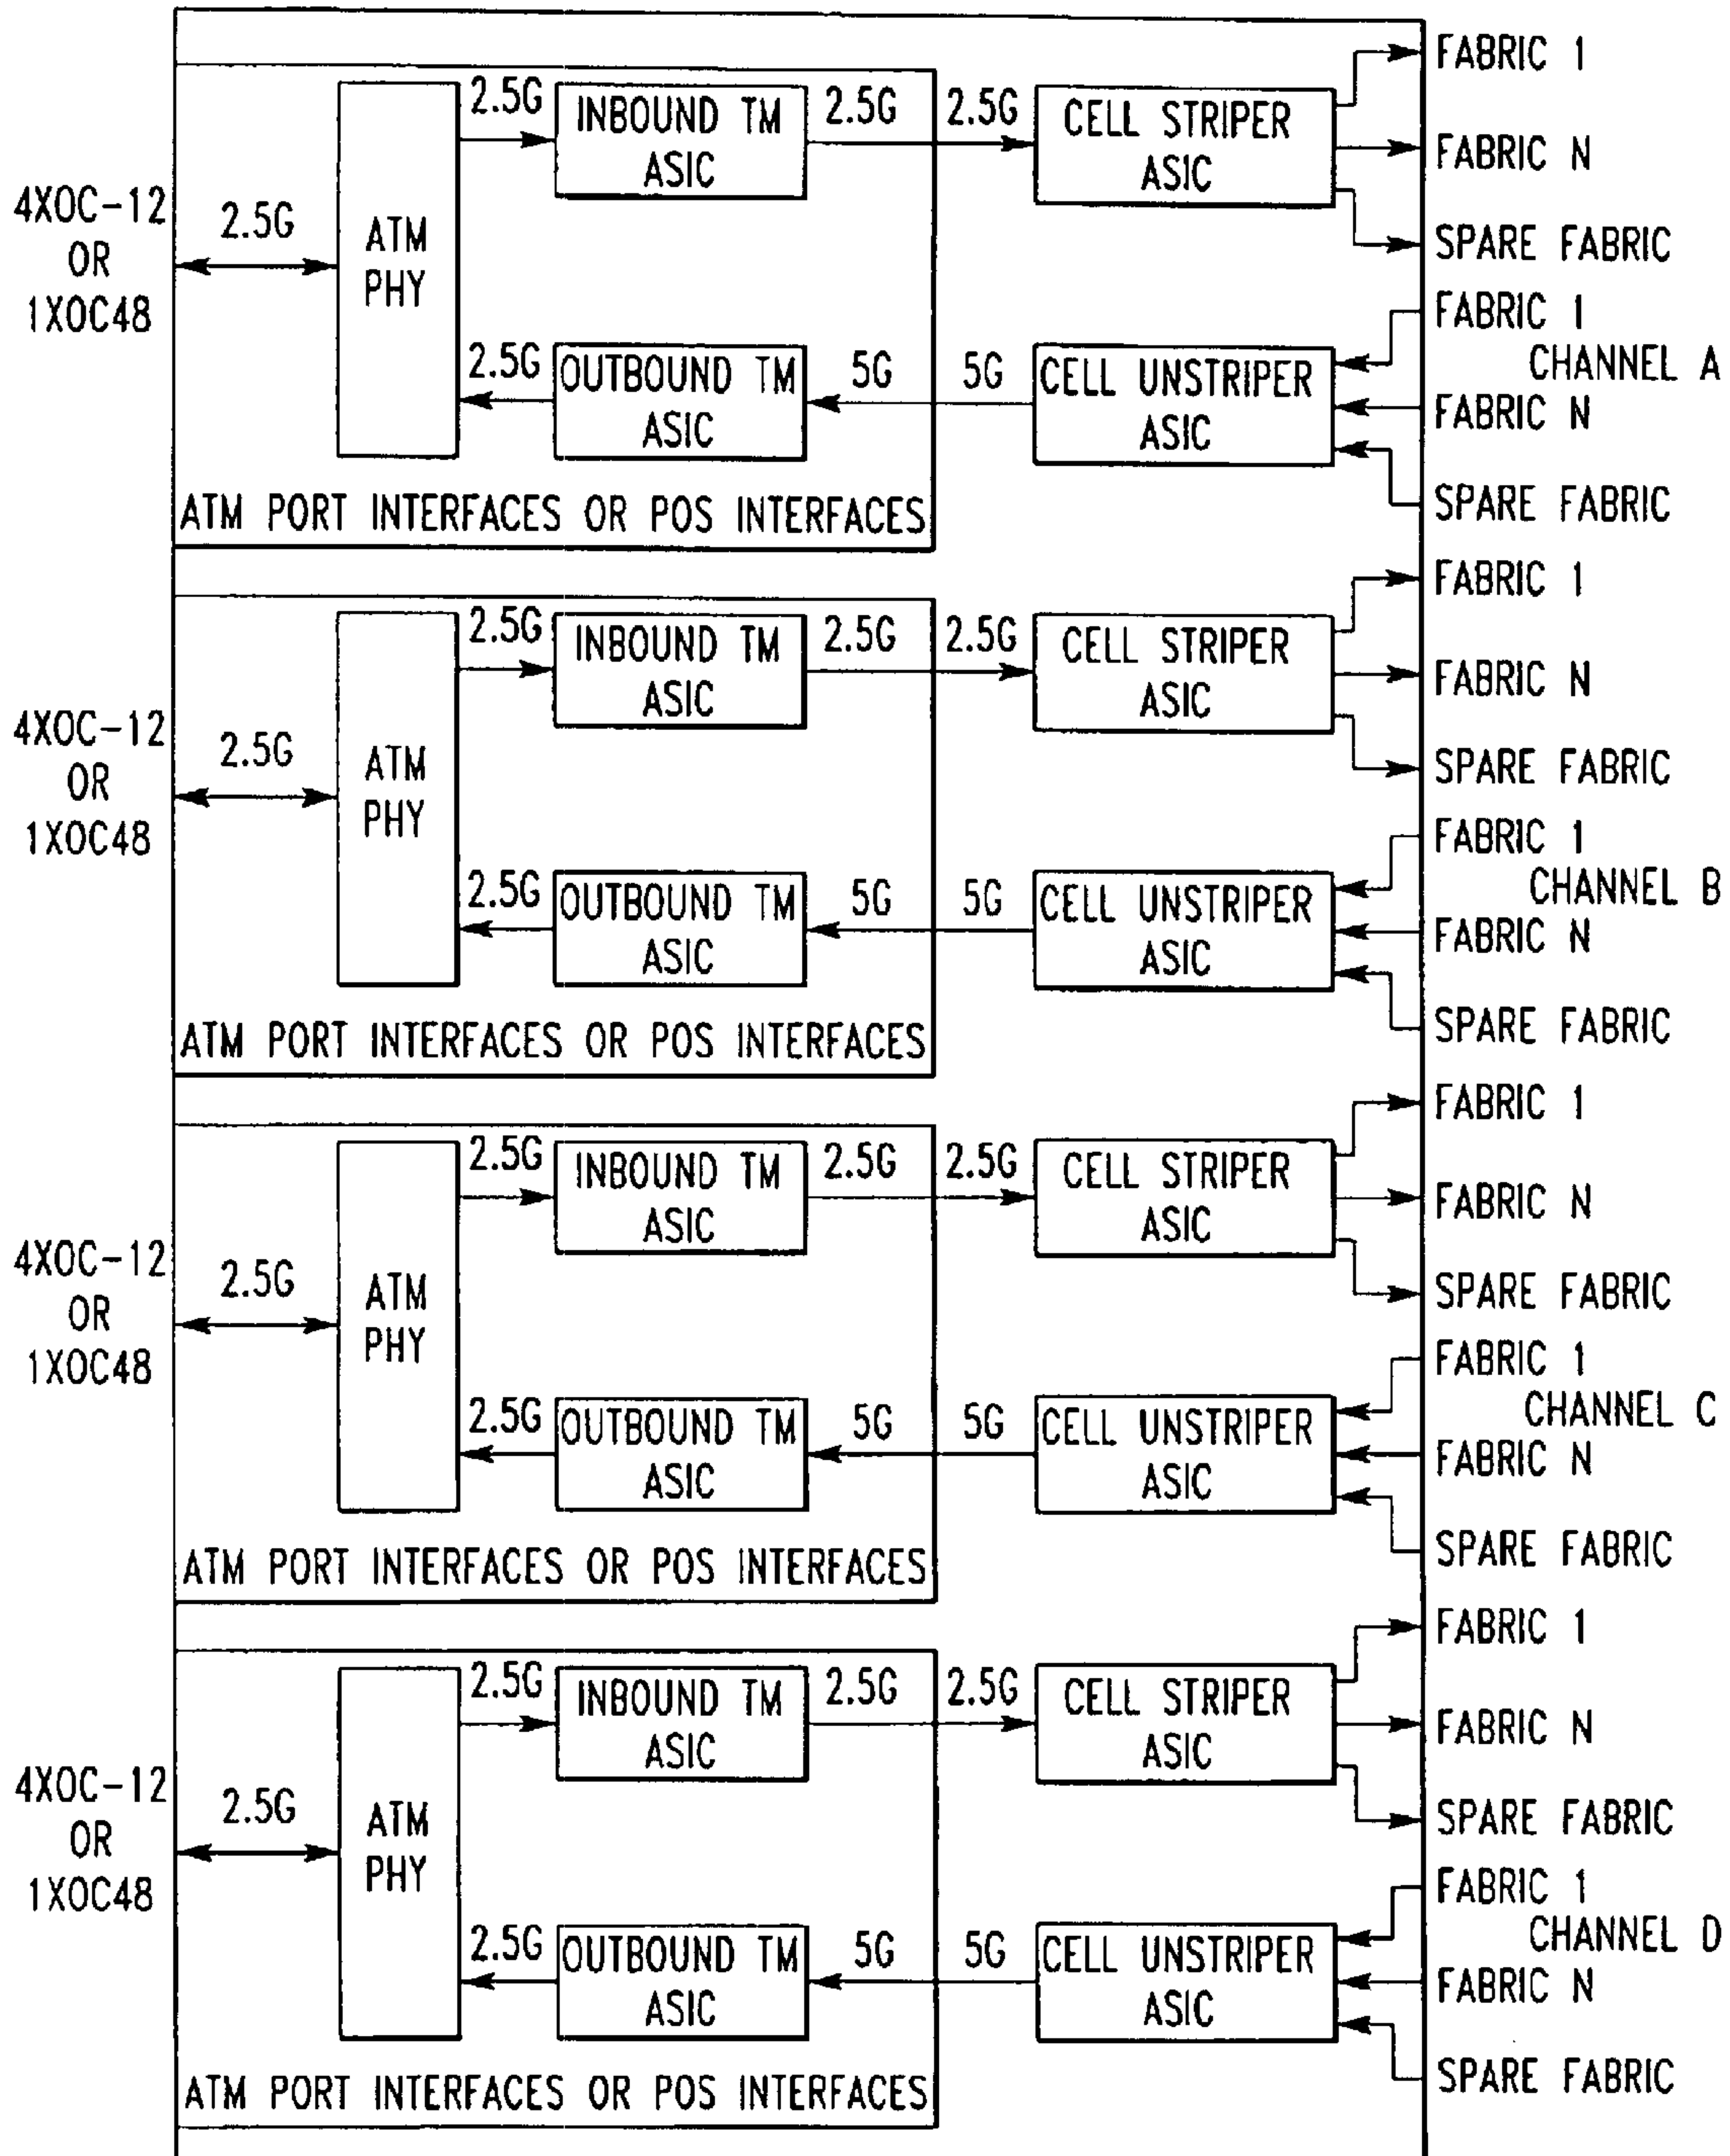 FABRIC 1
2.5G
INBOUND TM
ASIC
2.5G
2.5G
CELL STRIPER
ASIC
FABRIC N
4XOC-12
OR
1XOC48
2.5G
ATM
PHY
SPARE FABRIC
FABRIC 1
CHANNEL A
2.5G
OUTBOUND TM
ASIC
5G
5G
CELL UNSTRIPER
ASIC
FABRIC N
SPARE FABRIC
ATM PORT INTERFACES OR POS INTERFACES
FABRIC 1
2.5G
INBOUND TM
ASIC
2.5G
2.5G
CELL STRIPER
ASIC
FABRIC N
4XOC-12
OR
1XOC48
2.5G
ATM
PHY
SPARE FABRIC
FABRIC 1
CHANNEL B
2.5G
OUTBOUND TM
ASIC
5G
5G
CELL UNSTRIPER
ASIC
FABRIC N
SPARE FABRIC
ATM PORT INTERFACES OR POS INTERFACES
FABRIC 1
2.5G
INBOUND TM
ASIC
2.5G
2.5G
CELL STRIPER
ASIC
FABRIC N
4XOC-12
OR
1XOC48
2.5G
ATM
PHY
SPARE FABRIC
FABRIC 1
CHANNEL C
2.5G
OUTBOUND TM
ASIC
5G
5G
CELL UNSTRIPER
ASIC
FABRIC N
SPARE FABRIC
ATM PORT INTERFACES OR POS INTERFACES
FABRIC 1
2.5G
INBOUND TM
ASIC
2.5G
2.5G
CELL STRIPER
ASIC
FABRIC N
4XOC-12
OR
1XOC48
2.5G
ATM
PHY
SPARE FABRIC
FABRIC 1
CHANNEL D
2.5G
OUTBOUND TM
ASIC
5G
5G
CELL UNSTRIPER
ASIC
FABRIC N
SPARE FABRIC
ATM PORT INTERFACES OR POS INTERFACES